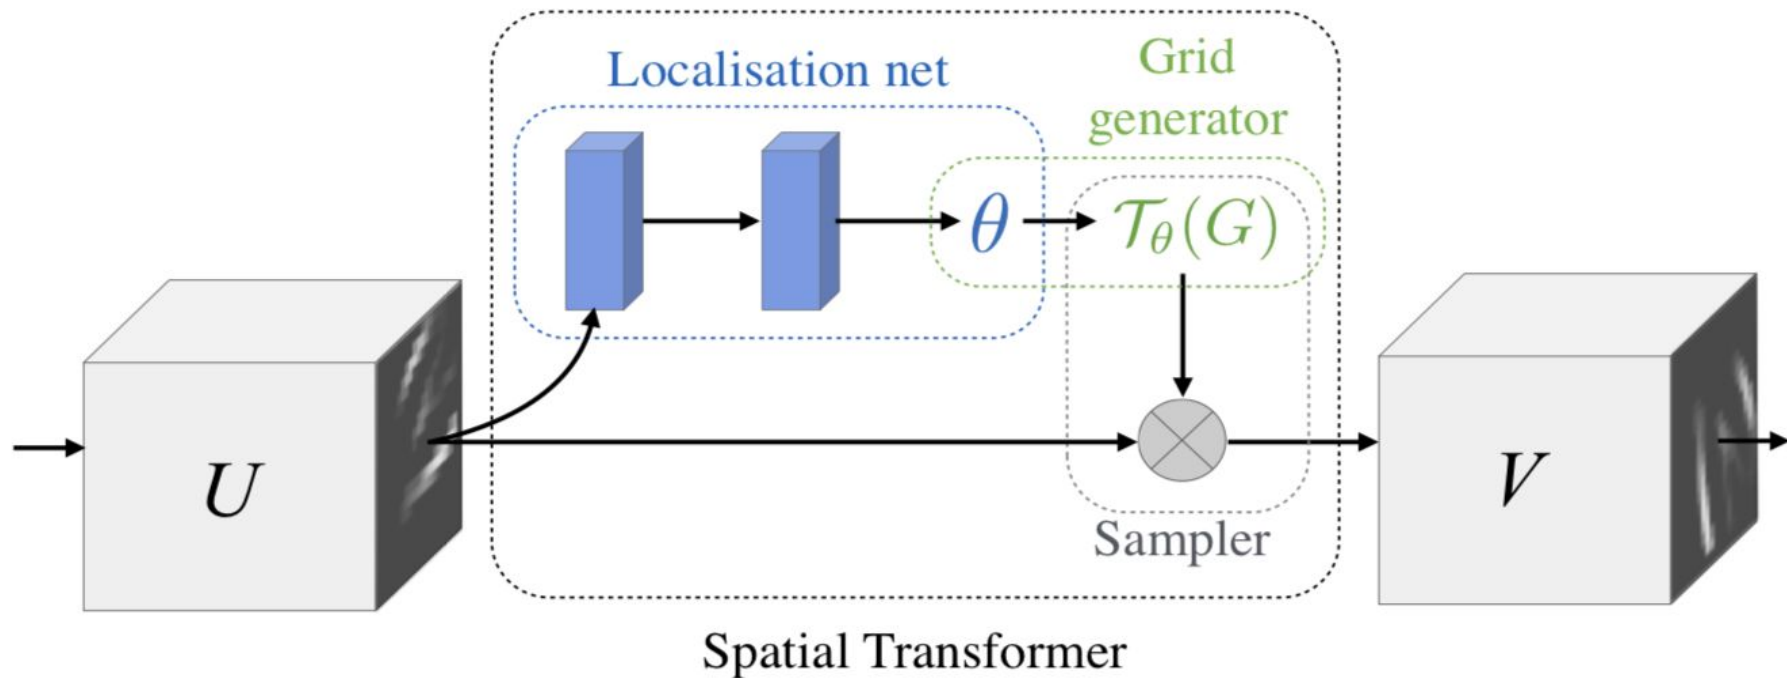 Localisation net
Grid
generator
θ
𝒯θ(G)
U
V
Sampler
Spatial Transformer